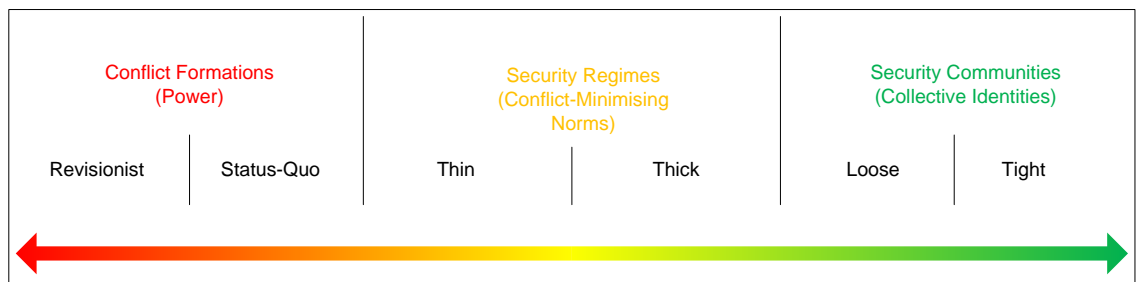 Conflict Formations
(Power)
Security Regimes
(Conflict-Minimising
Norms)
Security Communities
(Collective Identities)
Revisionist
Status-Quo
Thin
Thick
Loose
Tight